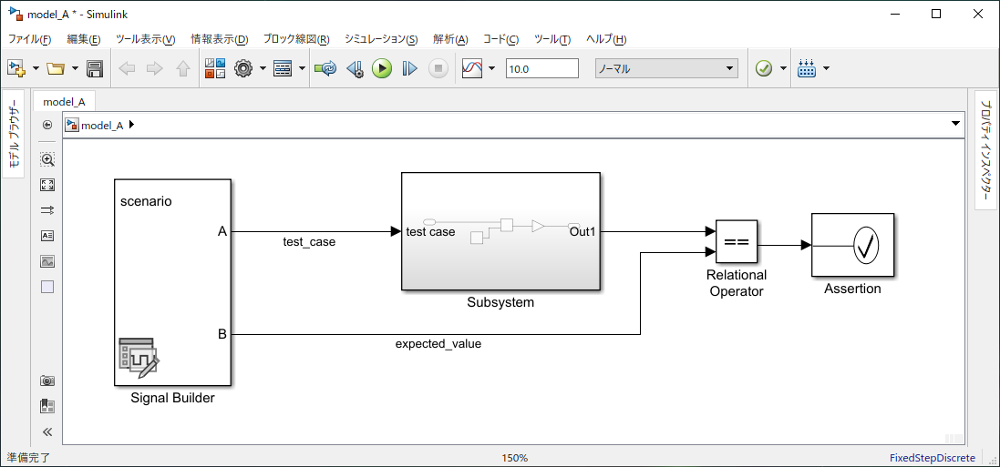 model_A * - Simulink
ファイル(F) 編集(E) ツール表示(V) 情報表示(D) ブロック線図(R) シミュレーション(S) 解析(A) コード(C) ツール(T) ヘルプ(H)
10.0
ノーマル
モデル ブラウザー
model_A
model_A
プロパティ インスペクター
scenario
A
test_case
test case
Out1
==
Relational
Operator
Assertion
Subsystem
B
expected_value
Signal Builder
準備完了
150%
FixedStepDiscrete